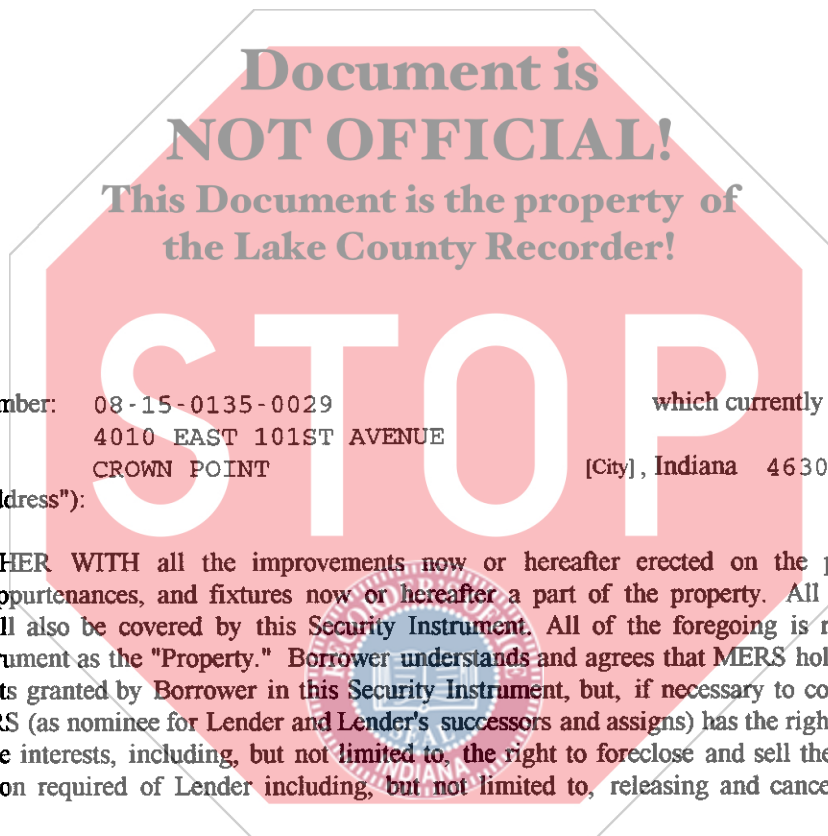 Document is
NOT OFFICIAL!
This Document is the property of
the Lake County Recorder!
STOP
mber: 08-15-0135-0029 which currently
4010 EAST 101ST AVENUE
CROWN POINT [City], Indiana 4630
ddress"):
HER WITH all the improvements now or hereafter erected on the p
ppurtenances, and fixtures now or hereafter a part of the property. All
ll also be covered by this Security Instrument. All of the foregoing is r
rument as the "Property." Borrower understands and agrees that MERS hol
ts granted by Borrower in this Security Instrument, but, if necessary to co
RS (as nominee for Lender and Lender's successors and assigns) has the right
e interests, including, but not limited to, the right to foreclose and sell the
on required of Lender including, but not limited to, releasing and cance
SEAL
INDIANA